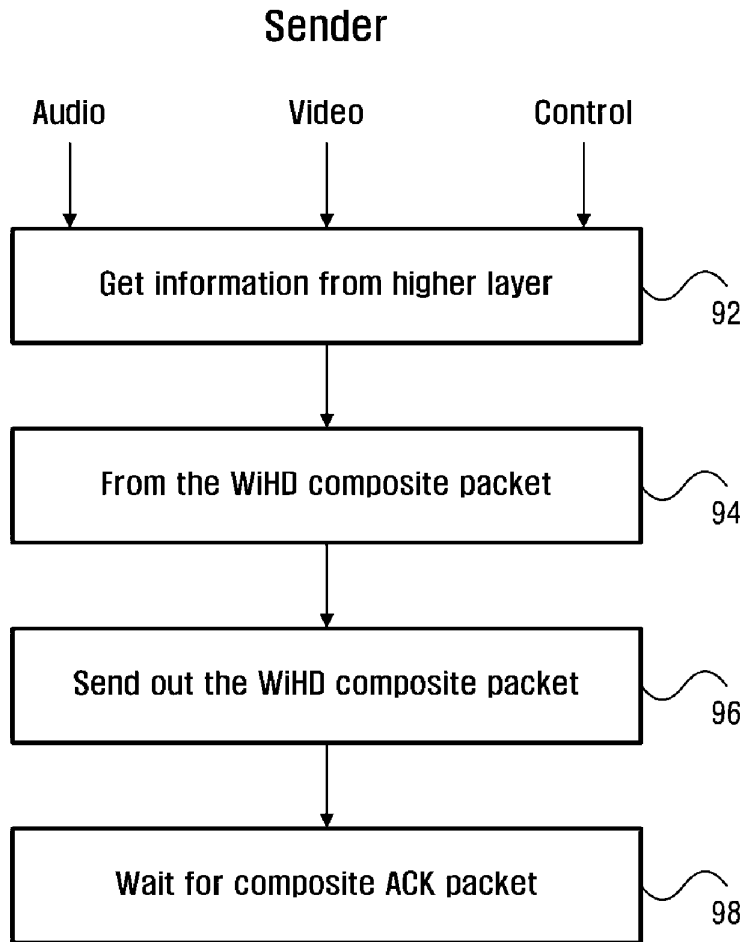 Sender
Audio
Video
Control
Get information from higher layer
92
From the WiHD composite packet
94
Send out the WiHD composite packet
96
Wait for composite ACK packet
98